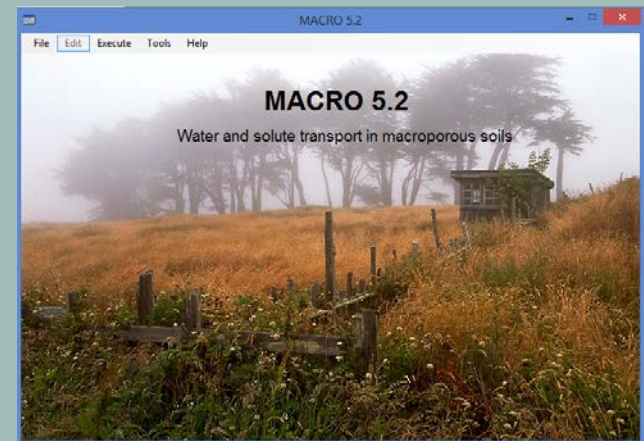 MACRO 5.2
File Edit Execute Tools Help
MACRO 5.2
Water and solute transport in macroporous soils